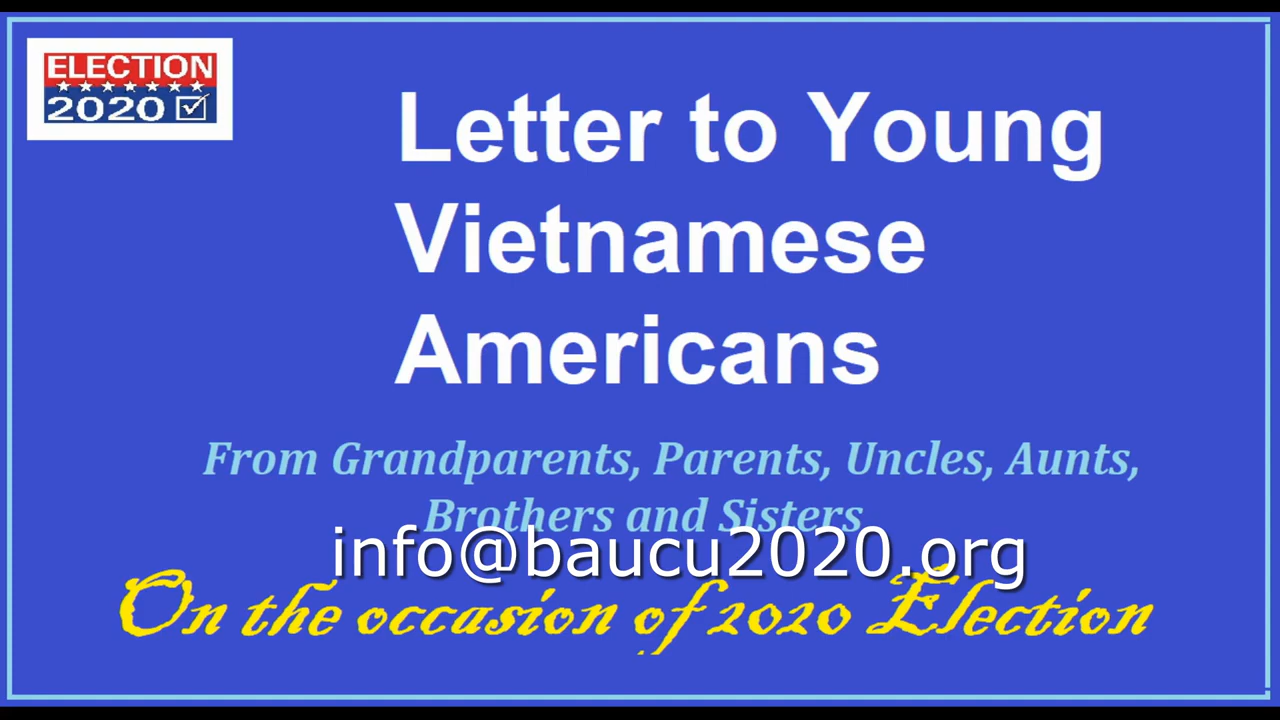 ELECTION
2020
Letter to Young
Vietnamese
Americans
From Grandparents, Parents, Uncles, Aunts,
Brothers and Sisters
info@baucu2020.org
On the occasion of 2020 Election